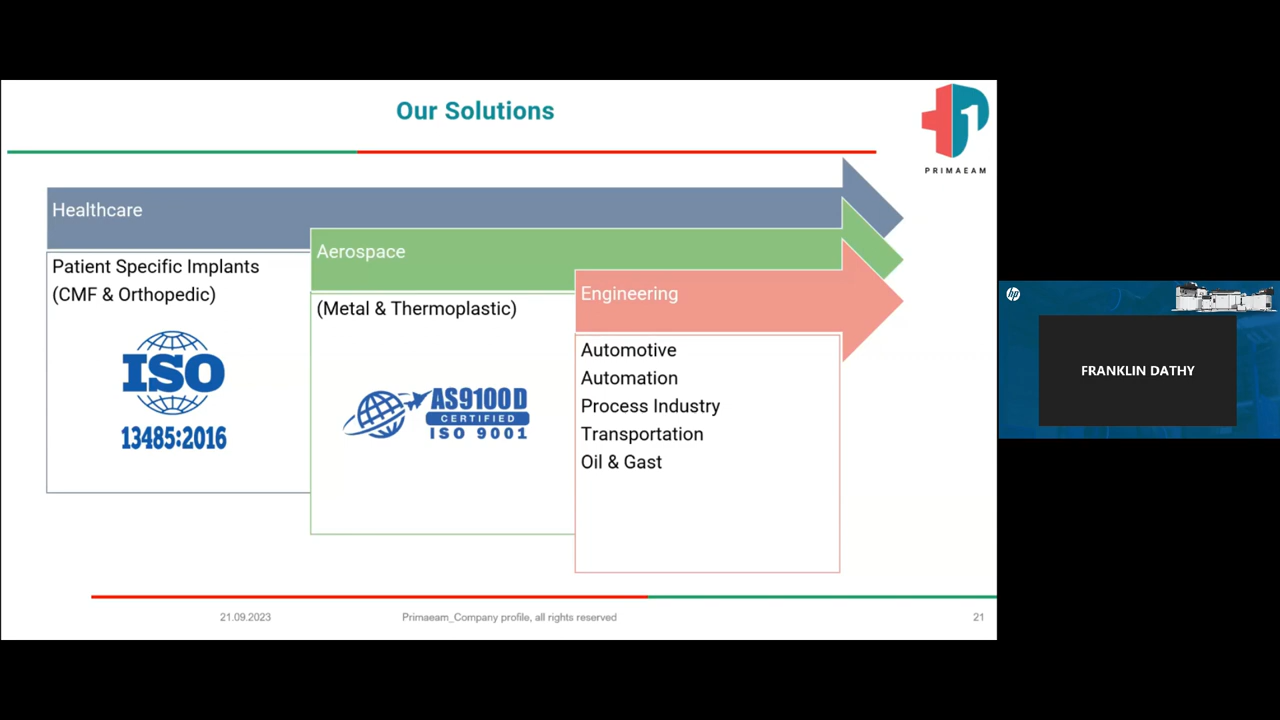 Our Solutions
PRIMAEAM
Healthcare
Patient Specific Implants
(CMF & Orthopedic)
ISO
13485:2016
Aerospace
(Metal & Thermoplastic)
AS9100D
CERTIFIED
ISO 9001
Engineering
Automotive
Automation
Process Industry
Transportation
Oil & Gast
21.09.2023
Primaeam_Company profile, all rights reserved
21
hp
FRANKLIN DATHY